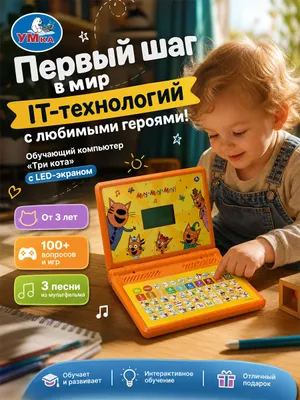 УМка
Первый шаг
в мир
IT-технологий
с любимыми героями!
Обучающий компьютер
«Три кота»
с LED-экраном
От 3 лет
100+
вопросов
и игр
3 песни
из мультфильма
Обучает
и развивает
Интерактивное
обучение
Отличный
подарок